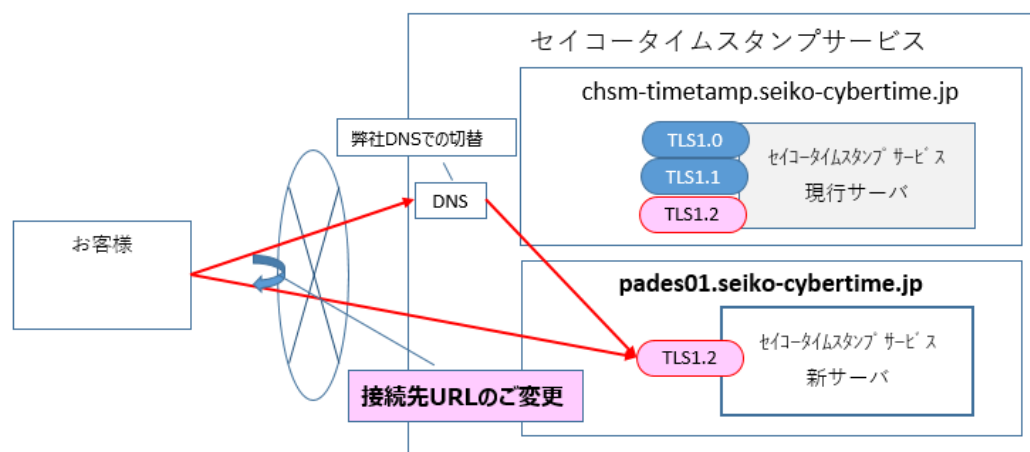 セイコータイムスタンプサービス
chsm-timetamp.seiko-cybertime.jp
弊社DNSでの切替
TLS1.0
TLS1.1
TLS1.2
ｾｲｺｰﾀｲﾑｽﾀﾝﾌﾟｻｰﾋﾞｽ
現行サーバ
DNS
お客様
pades01.seiko-cybertime.jp
TLS1.2
ｾｲｺｰﾀｲﾑｽﾀﾝﾌﾟｻｰﾋﾞｽ
新サーバ
接続先URLのご変更